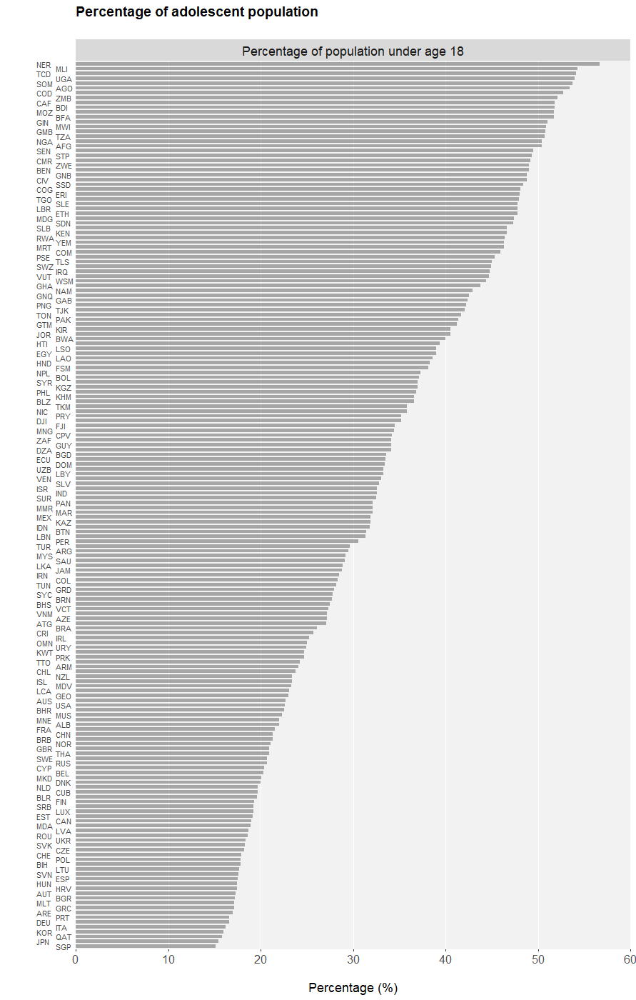 Percentage of adolescent population
Percentage of population under age 18
NER
MLI
TCD
UGA
SOM
AGO
COD
ZMB
CAF
BDI
MOZ
BFA
GIN
MWI
GMB
TZA
NGA
AFG
SEN
STP
CMR
ZWE
BEN
GNB
CIV
SSD
COG
ERI
TGO
SLE
LBR
ETH
MDG
SDN
SLB
KEN
RWA
YEM
MRT
COM
PSE
TLS
SWZ
IRQ
VUT
WSM
GHA
NAM
GNQ
GAB
PNG
TJK
TON
PAK
GTM
KIR
JOR
BWA
HTI
LSO
EGY
LAO
HND
FSM
NPL
BOL
SYR
KGZ
PHL
KHM
BLZ
TKM
NIC
PRY
DJI
FJI
MNG
CPV
ZAF
GUY
DZA
BGD
ECU
DOM
UZB
LBY
VEN
SLV
ISR
IND
SUR
PAN
MMR
MAR
MEX
KAZ
IDN
BTN
LBN
PER
TUR
ARG
MYS
SAU
LKA
JAM
IRN
COL
TUN
GRD
SYC
BRN
BHS
VCT
VNM
AZE
ATG
BRA
CRI
IRL
OMN
URY
KWT
PRK
TTO
ARM
CHL
NZL
ISL
MDV
LCA
GEO
AUS
USA
BHR
MUS
MNE
ALB
FRA
CHN
BRB
NOR
GBR
THA
SWE
RUS
CYP
BEL
MKD
DNK
NLD
CUB
BLR
FIN
SRB
LUX
EST
CAN
MDA
LVA
ROU
UKR
SVK
CZE
CHE
POL
BIH
LTU
SVN
ESP
HUN
HRV
AUT
BGR
MLT
GRC
ARE
PRT
DEU
ITA
KOR
QAT
JPN
SGP
0 10 20 30 40 50 60
Percentage (%)